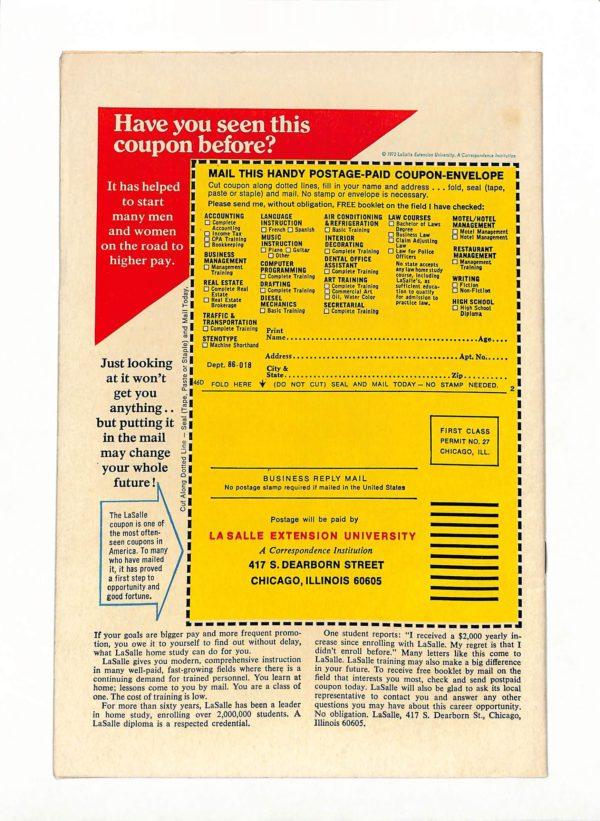 Have you seen this
coupon before?
© 1972 LaSalle Extension University, A Correspondence Institution
It has helped
to start
many men
and women
on the road to
higher pay.
MAIL THIS HANDY POSTAGE-PAID COUPON-ENVELOPE
Cut coupon along dotted lines, fill in your name and address . . . fold, seal (tape,
paste or staple) and mail. No stamp or envelope is necessary.
Please send me, without obligation, FREE booklet on the field I have checked:
ACCOUNTING
Complete
Accounting
Income Tax
CPA Training
Bookkeeping
BUSINESS
MANAGEMENT
Management
Training
REAL ESTATE
Complete Real
Estate
Real Estate
Brokerage
TRAFFIC &
TRANSPORTATION
Complete Training
STENOTYPE
Machine Shorthand
LANGUAGE
INSTRUCTION
French Spanish
MUSIC
INSTRUCTION
Piano Guitar
Other
COMPUTER
PROGRAMMING
Complete Training
DRAFTING
Complete Training
DIESEL
MECHANICS
Basic Training
AIR CONDITIONING
& REFRIGERATION
Basic Training
INTERIOR
DECORATING
Complete Training
DENTAL OFFICE
ASSISTANT
Complete Training
ART TRAINING
Complete Training
Commercial Art
Oil, Water Color
SECRETARIAL
Complete Training
LAW COURSES
Bachelor of Laws
Degree
Business Law
Claim Adjusting
Law
Law for Police
Officers
No state accepts
any law home study
course, including
LaSalle's, as
sufficient educa-
tion to qualify
for admission to
practice law.
MOTEL/HOTEL
MANAGEMENT
Motel Management
Hotel Management
RESTAURANT
MANAGEMENT
Management
Training
WRITING
Fiction
Non-Fiction
HIGH SCHOOL
High School
Diploma
Print
Name Age
Address Apt. No.
Dept. 86-018
City &
State Zip
46D FOLD HERE (DO NOT CUT) SEAL AND MAIL TODAY – NO STAMP NEEDED. 2
Cut Along Dotted Line — Seal (Tape, Paste or Staple) and Mail Today.
Just looking
at it won't
get you
anything . .
but putting it
in the mail
may change
your whole
future!
The LaSalle
coupon is one of
the most often-
seen coupons in
America. To many
who have mailed
it, it has proved
a first step to
opportunity and
good fortune.
FIRST CLASS
PERMIT NO. 27
CHICAGO, ILL.
BUSINESS REPLY MAIL
No postage stamp required if mailed in the United States
Postage will be paid by
LA SALLE EXTENSION UNIVERSITY
A Correspondence Institution
417 S. DEARBORN STREET
CHICAGO, ILLINOIS 60605
If your goals are bigger pay and more frequent promo-
tion, you owe it to yourself to find out without delay,
what LaSalle home study can do for you.
LaSalle gives you modern, comprehensive instruction
in many well-paid, fast-growing fields where there is a
continuing demand for trained personnel. You learn at
home; lessons come to you by mail. You are a class of
one. The cost of training is low.
For more than sixty years, LaSalle has been a leader
in home study, enrolling over 2,000,000 students. A
LaSalle diploma is a respected credential.
One student reports: “I received a $2,000 yearly in-
crease since enrolling with LaSalle. My regret is that I
didn't enroll before.” Many letters like this come to
LaSalle. LaSalle training may also make a big difference
in your future. To receive free booklet by mail on the
field that interests you most, check and send postpaid
coupon today. LaSalle will also be glad to ask its local
representative to contact you and answer any other
questions you may have about this career opportunity.
No obligation. LaSalle, 417 S. Dearborn St., Chicago,
Illinois 60605.